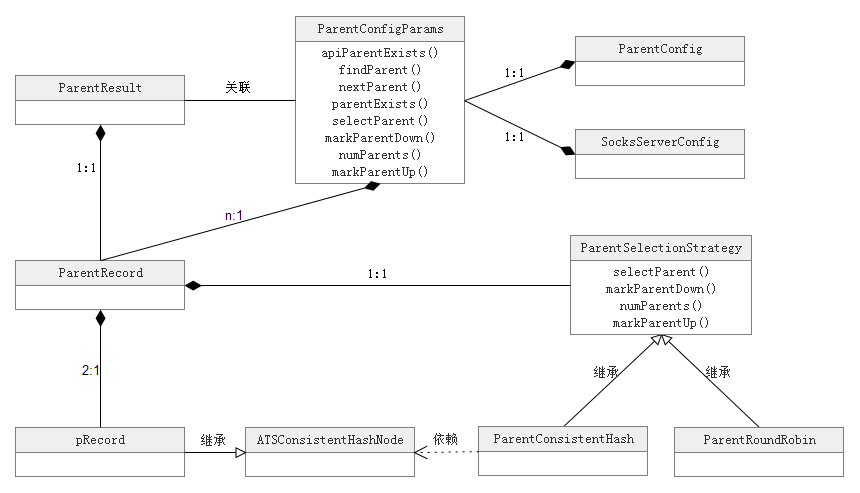 ParentConfigParams
apiParentExists()
findParent()
nextParent()
parentExists()
selectParent()
markParentDown()
numParents()
markParentUp()
ParentConfig
1:1
ParentResult
关联
1:1
SocksServerConfig
1:1
n:1
ParentSelectionStrategy
selectParent()
markParentDown()
numParents()
markParentUp()
ParentRecord
1:1
2:1
继承
继承
pRecord
继承
ATSConsistentHashNode
依赖
ParentConsistentHash
ParentRoundRobin